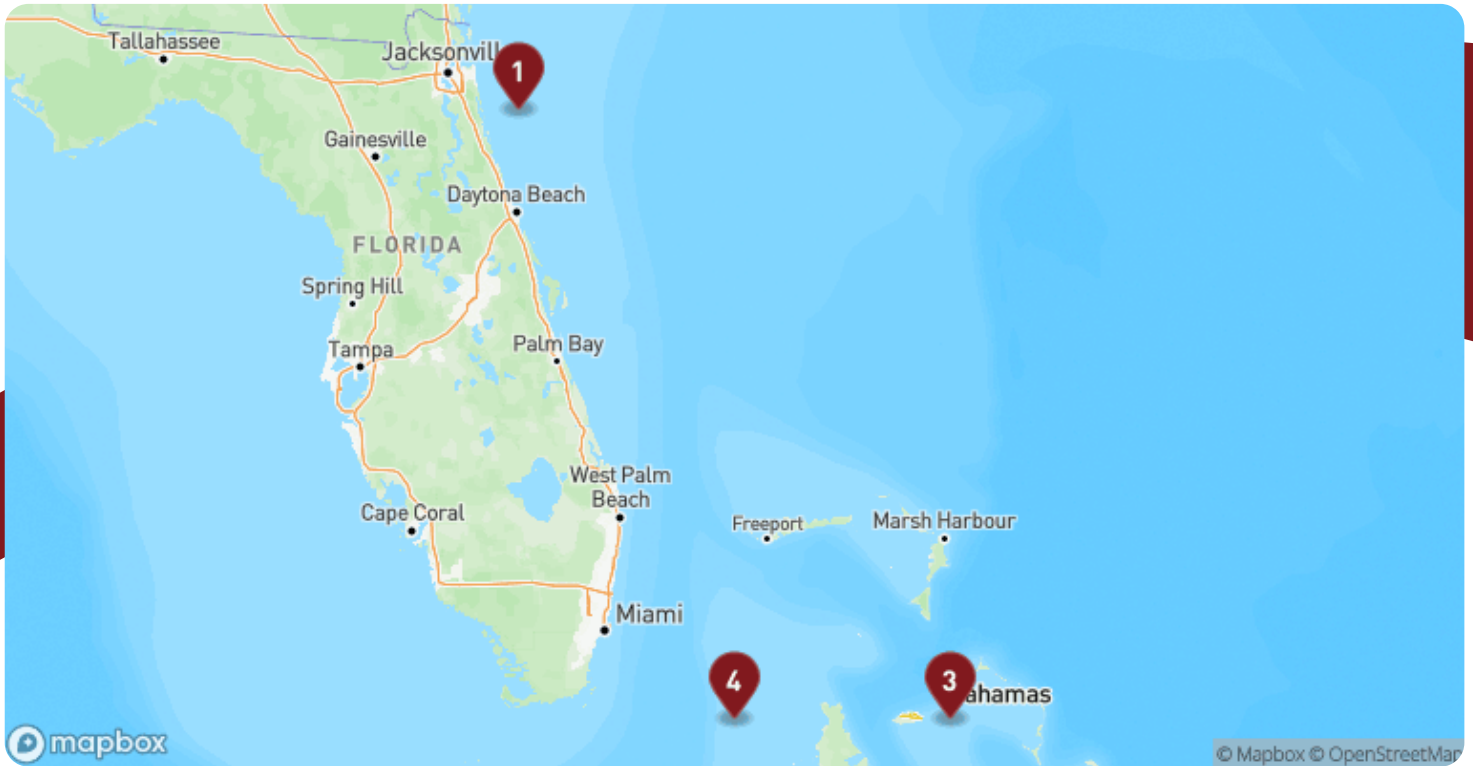 Tallahassee
Jacksonvill
1
Gainesville
Daytona Beach
FLORIDA
Spring Hill
Tampa
Palm Bay
West Palm
Beach
Cape Coral
Freeport
Marsh Harbour
Miami
4
3
ahamas
mapbox
© Mapbox © OpenStreetMap